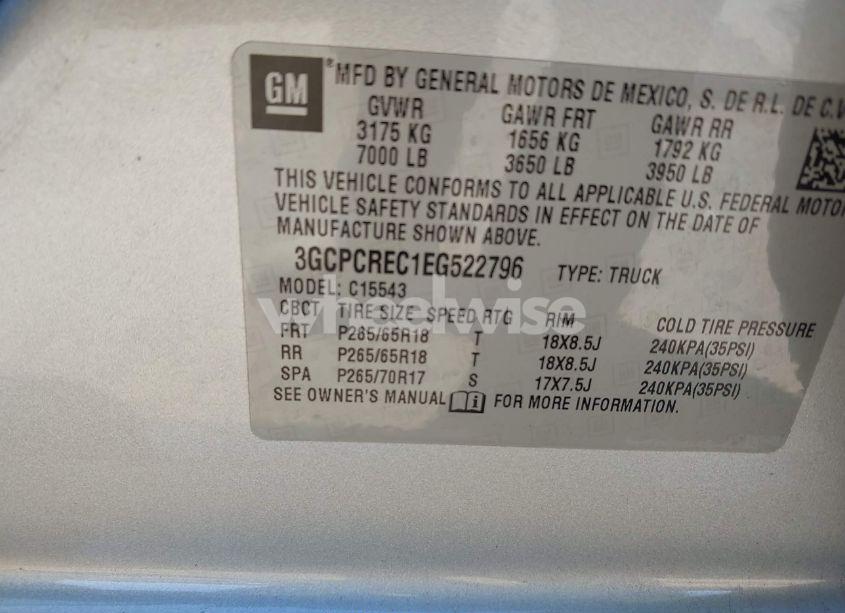 GM
® MFD BY GENERAL MOTORS DE MEXICO, S. DE R.L. DE C.V
GVWR GAWR FRT GAWR RR
3175 KG 1656 KG 1792 KG
7000 LB 3650 LB 3950 LB
THIS VEHICLE CONFORMS TO ALL APPLICABLE U.S. FEDERAL MOTOR
VEHICLE SAFETY STANDARDS IN EFFECT ON THE DATE OF
MANUFACTURE SHOWN ABOVE.
3GCPCREC1EG522796 TYPE: TRUCK
MODEL: C15543
CBCT TIRE SIZE SPEED RTG RIM COLD TIRE PRESSURE
FRT P265/65R18 T 18X8.5J 240KPA(35PSI)
RR P265/65R18 T 18X8.5J 240KPA(35PSI)
SPA P265/70R17 S 17X7.5J 240KPA(35PSI)
SEE OWNER'S MANUAL FOR MORE INFORMATION.
wheelwise